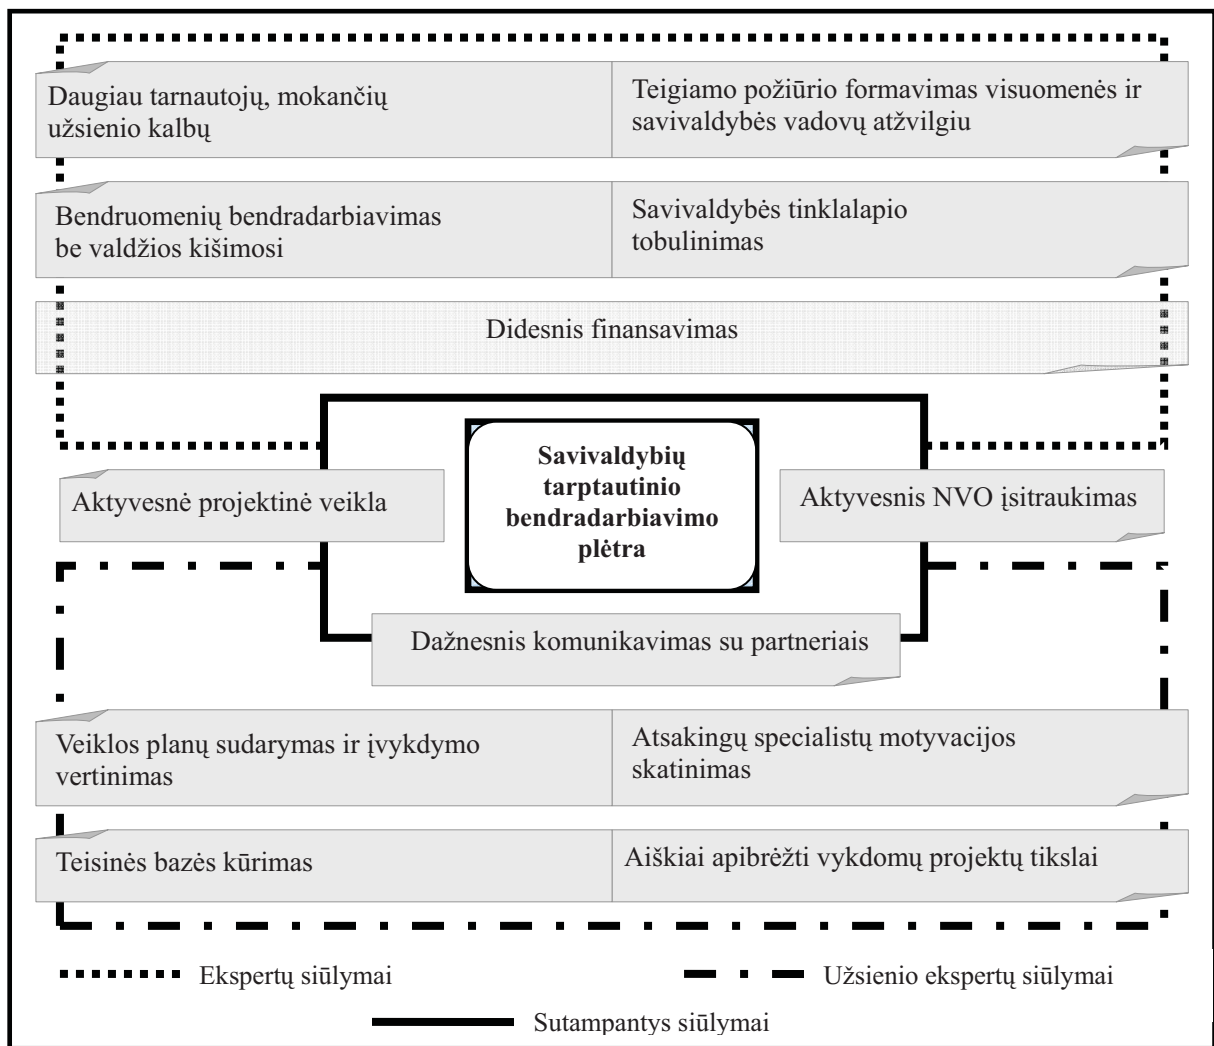 Daugiau tarnautojų, mokančių
užsienio kalbų
Teigiamo požiūrio formavimas visuomenės ir
savivaldybės vadovų atžvilgiu
Bendruomenių bendradarbiavimas
be valdžios kišimosi
Savivaldybės tinklalapio
tobulinimas
Didesnis finansavimas
Savivaldybių
tarptautinio
bendradarbiavimo
plėtra
Aktyvesnė projektinė veikla
Aktyvesnis NVO įsitraukimas
Dažnesnis komunikavimas su partneriais
Veiklos planų sudarymas ir įvykdymo
vertinimas
Atsakingų specialistų motyvacijos
skatinimas
Teisinės bazės kūrimas
Aiškiai apibrėžti vykdomų projektų tikslai
Ekspertų siūlymai
Užsienio ekspertų siūlymai
Sutampantys siūlymai